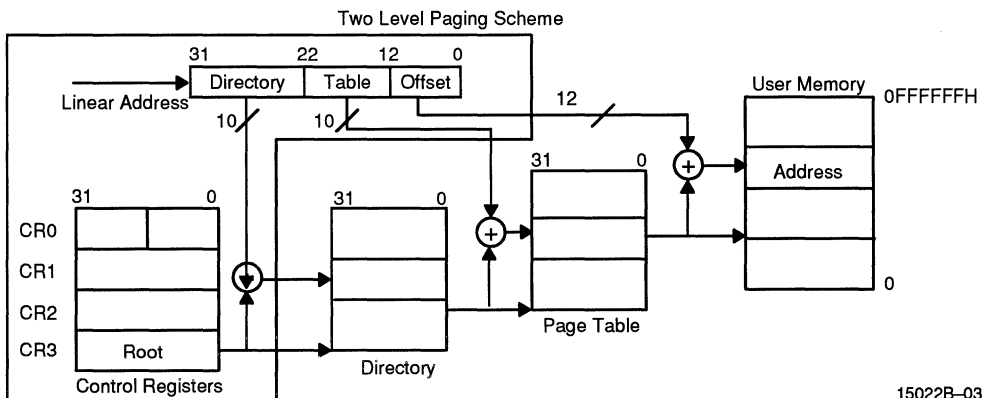 Two Level Paging Scheme
31 22 12 0
Directory Table Offset
Linear Address
10
10
12
User Memory
0FFFFFFH
Address
0
31 0
CR0
CR1
CR2
CR3
Root
Control Registers
31 0
Directory
31 0
Page Table
+
+
15022B–03